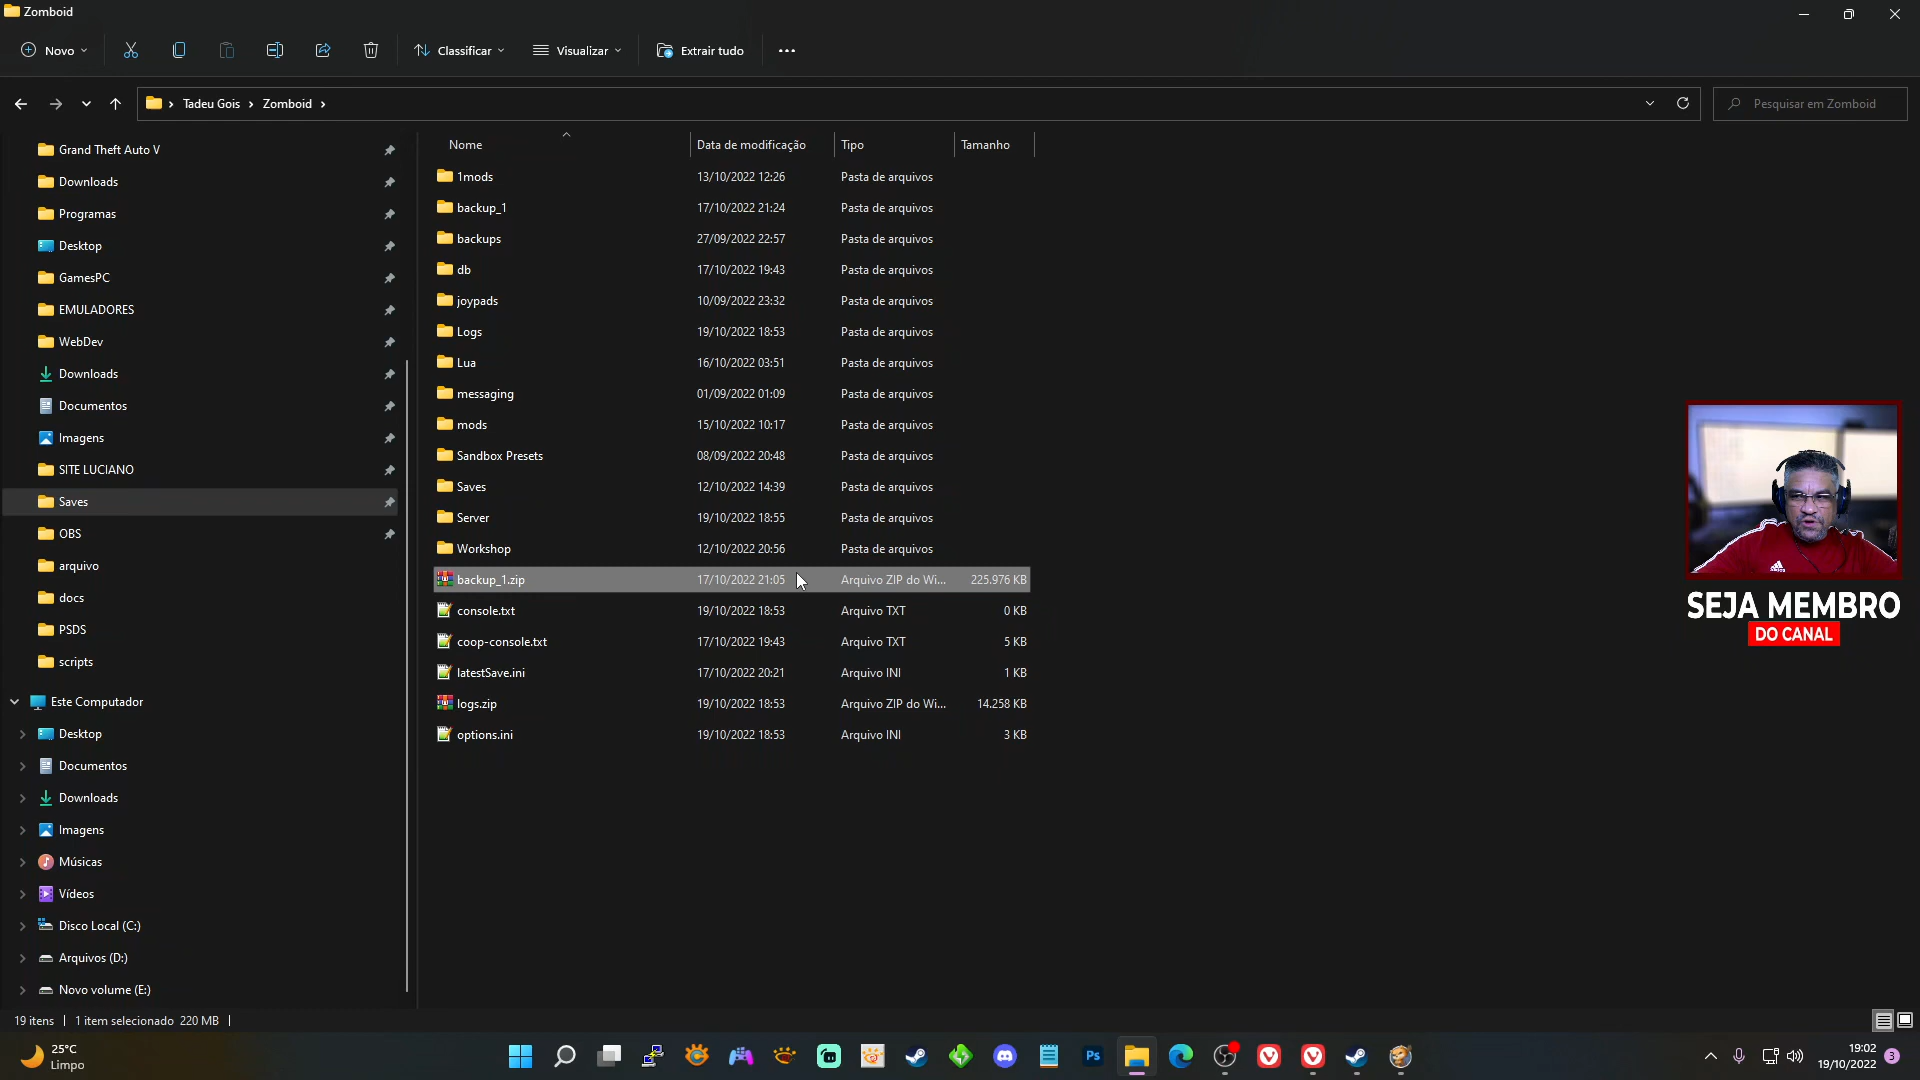 Zomboid
Novo
Classificar
Visualizar
Extrair tudo
Tadeu Gois > Zomboid >
Pesquisar em Zomboid
Grand Theft Auto V
Downloads
Programas
Desktop
GamesPC
EMULADORES
WebDev
Downloads
Documentos
Imagens
SITE LUCIANO
Saves
OBS
arquivo
docs
PSDS
scripts
Este Computador
Desktop
Documentos
Downloads
Imagens
Músicas
Vídeos
Disco Local (C:)
Arquivos (D:)
Novo volume (E:)
Nome Data de modificação Tipo Tamanho
1mods 13/10/2022 12:26 Pasta de arquivos
backup_1 17/10/2022 21:24 Pasta de arquivos
backups 27/09/2022 22:57 Pasta de arquivos
db 17/10/2022 19:43 Pasta de arquivos
joypads 10/09/2022 23:32 Pasta de arquivos
Logs 19/10/2022 18:53 Pasta de arquivos
Lua 16/10/2022 03:51 Pasta de arquivos
messaging 01/09/2022 01:09 Pasta de arquivos
mods 15/10/2022 10:17 Pasta de arquivos
Sandbox Presets 08/09/2022 20:48 Pasta de arquivos
Saves 12/10/2022 14:39 Pasta de arquivos
Server 19/10/2022 18:55 Pasta de arquivos
Workshop 12/10/2022 20:56 Pasta de arquivos
backup_1.zip 17/10/2022 21:05 Arquivo ZIP do Wi... 225.976 KB
console.txt 19/10/2022 18:53 Arquivo TXT 0 KB
coop-console.txt 17/10/2022 19:43 Arquivo TXT 5 KB
latestSave.ini 17/10/2022 20:21 Arquivo INI 1 KB
logs.zip 19/10/2022 18:53 Arquivo ZIP do Wi... 14.258 KB
options.ini 19/10/2022 18:53 Arquivo INI 3 KB
adidas
SEJA MEMBRO
DO CANAL
19 itens | 1 item selecionado 220 MB |
25°C
Limpo
Ps
19:02
19/10/2022
3